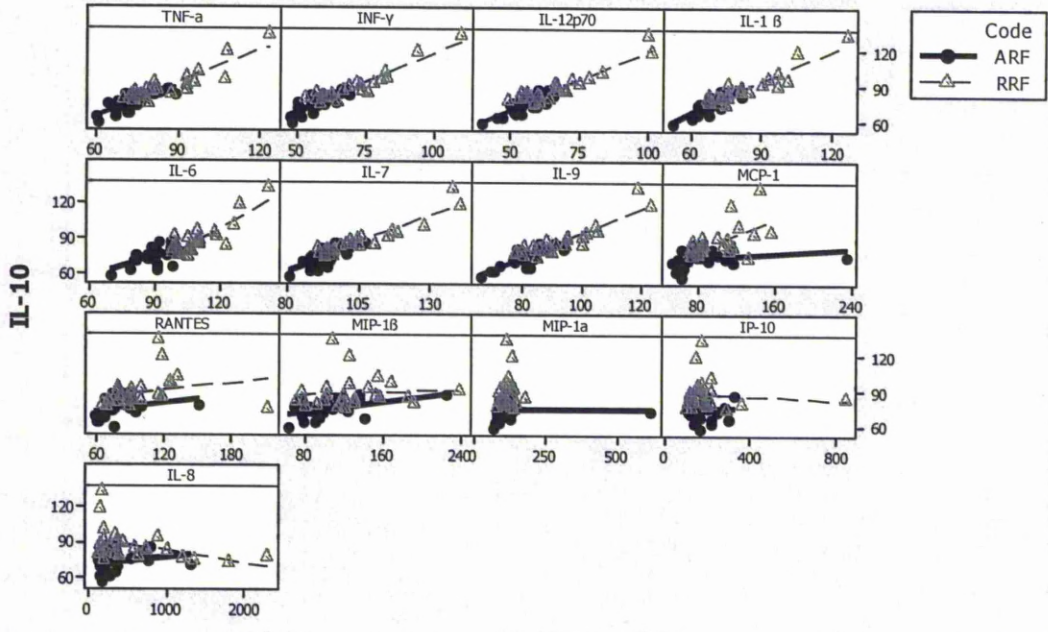 TNF-a INF-γ IL-12p70 IL-1 ß
Code
ARF
RRF
120
90
60
60 90 120 50 75 100 50 75 100 60 90 120
IL-6 IL-7 IL-9 MCP-1
120
90
60
60 90 120 80 105 130 80 100 120 80 160 240
IL-10
RANTES MIP-1ß MIP-1a IP-10
120
90
60
60 120 180 80 160 240 0 250 500 0 400 800
IL-8
120
90
60
0 1000 2000